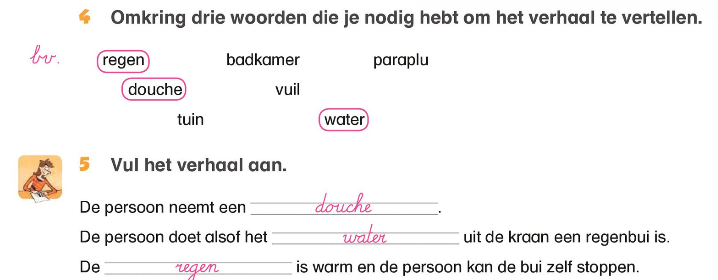 4 Omkring drie woorden die je nodig hebt om het verhaal te vertellen.
bv. regen badkamer paraplu
douche vuil
tuin water
5 Vul het verhaal aan.
De persoon neemt een douche.
De persoon doet alsof het water uit de kraan een regenbui is.
De regen is warm en de persoon kan de bui zelf stoppen.